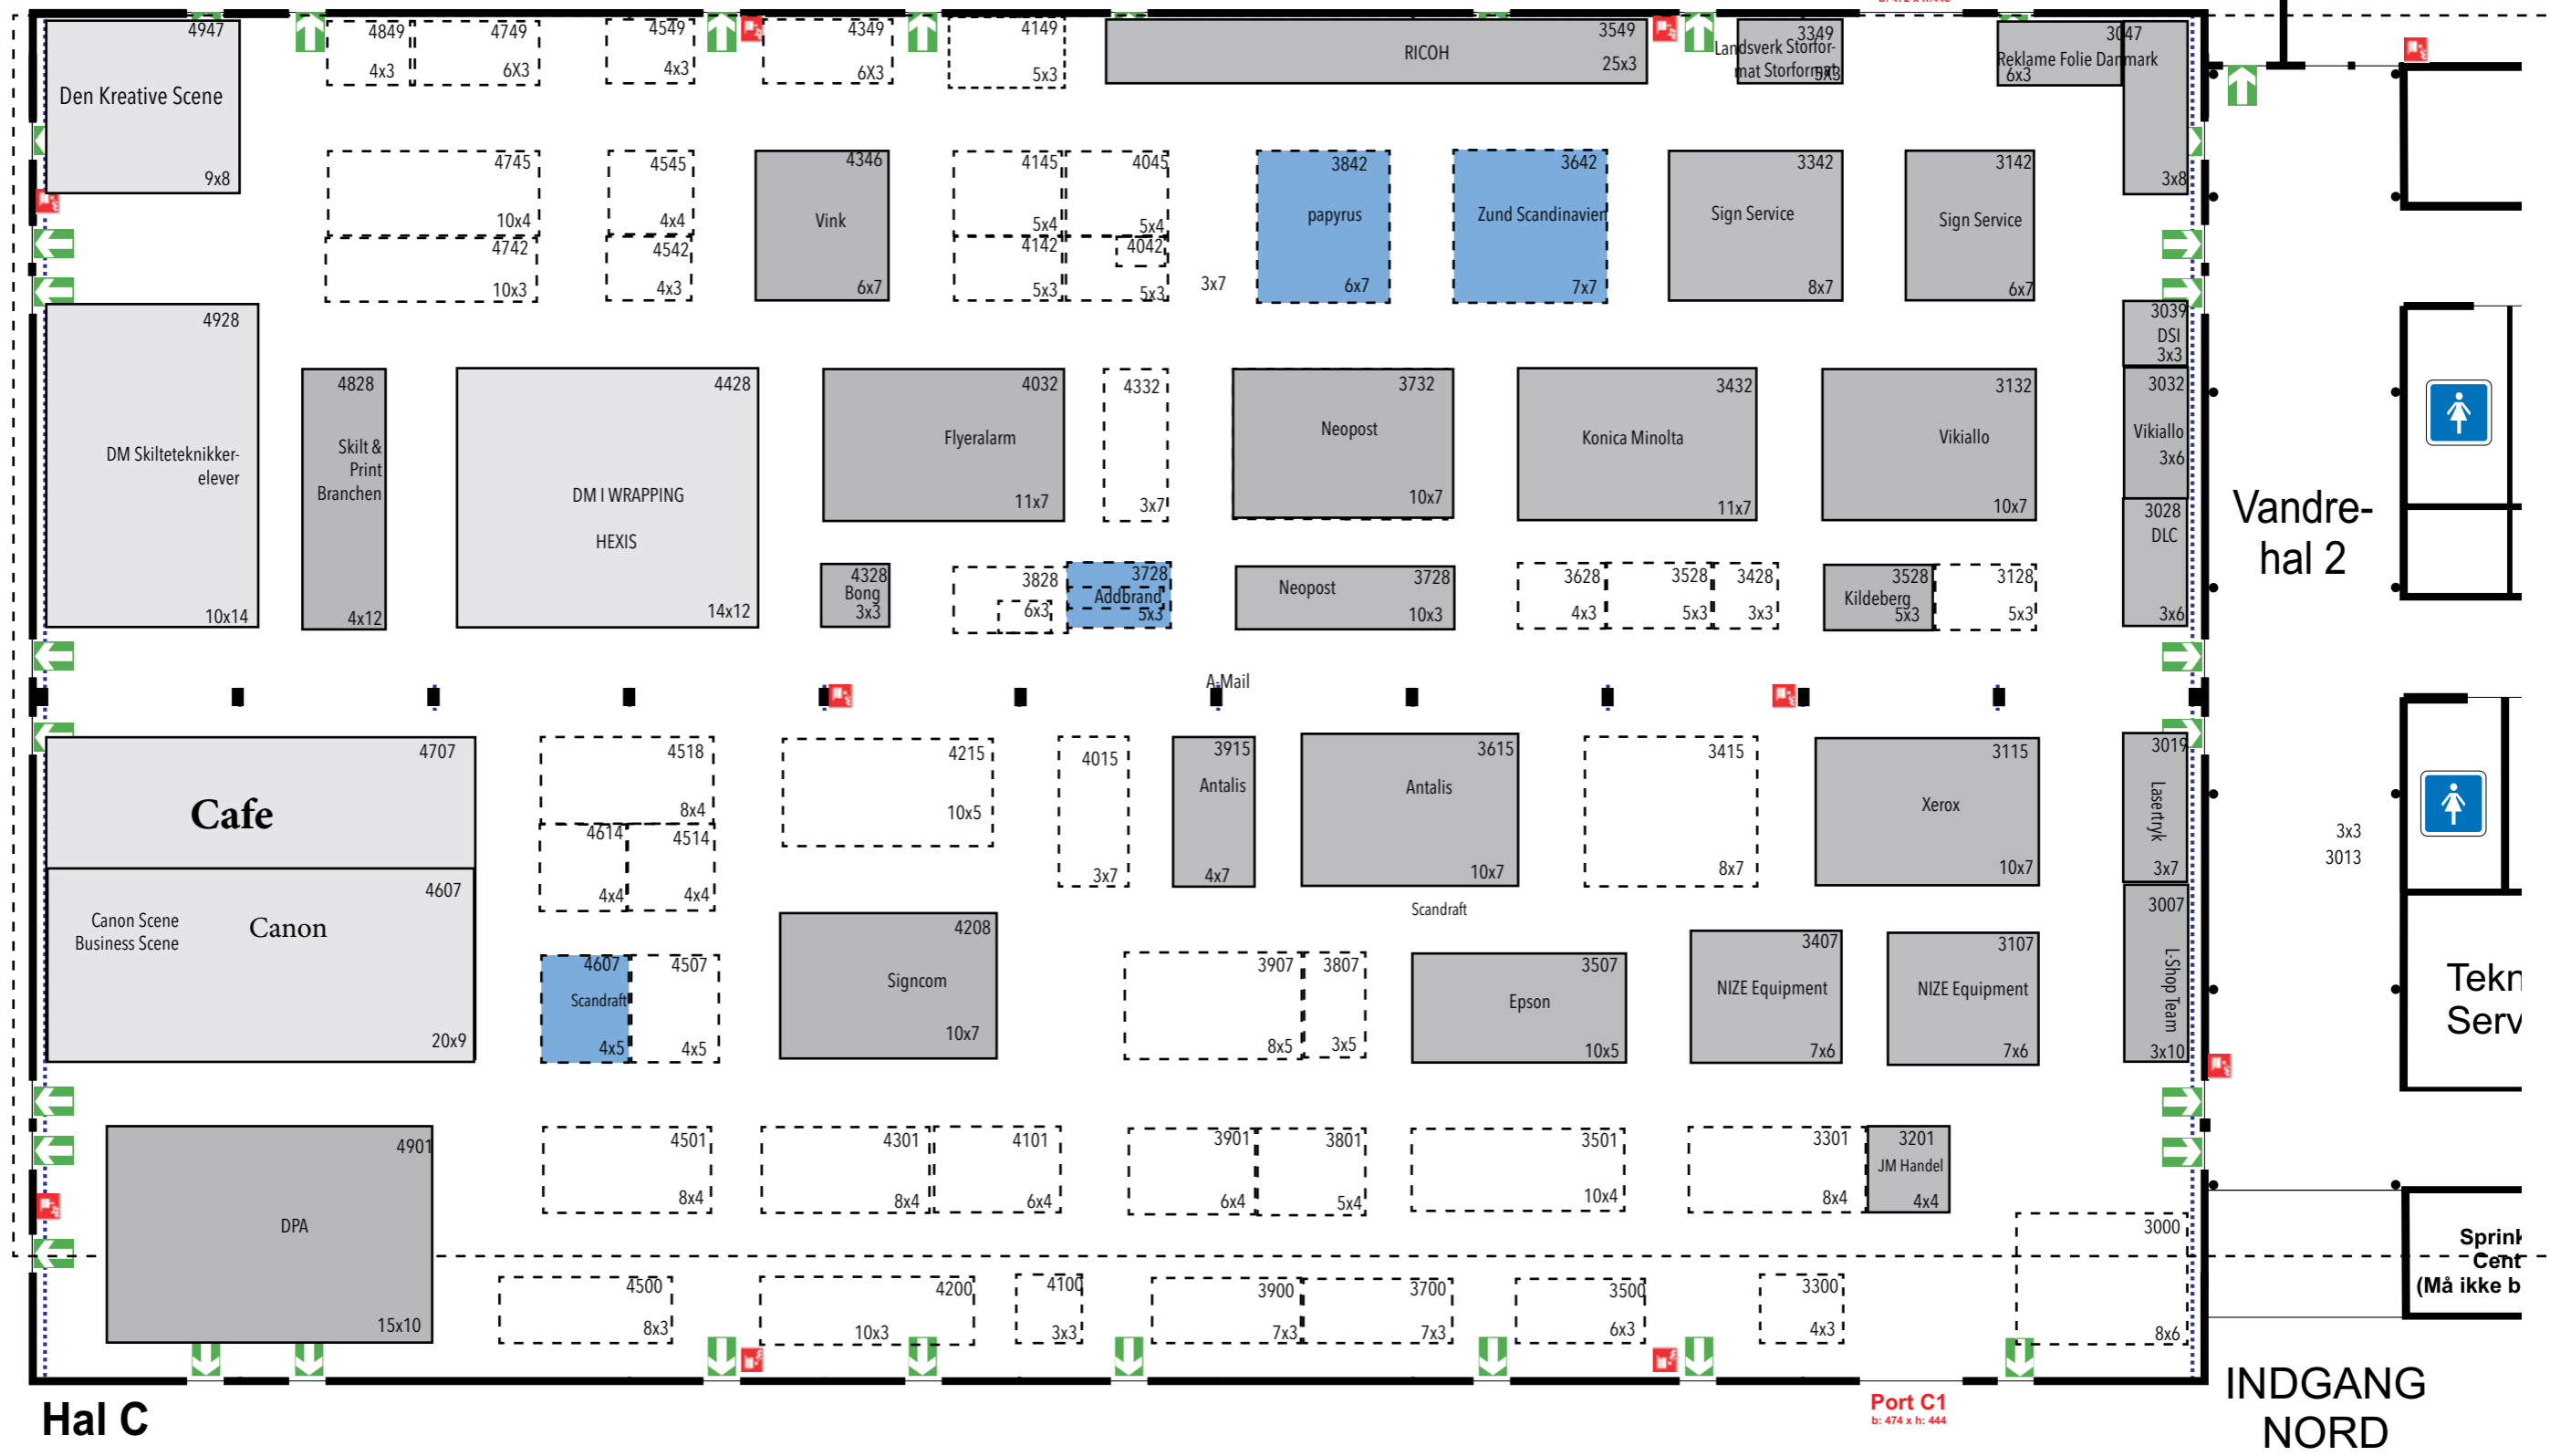 4947
Den Kreative Scene
9x8
4849
4x3
4749
6X3
4549
4x3
4349
6X3
4149
5x3
RICOH
3549
25x3
3349
Landsverk Storfor-
mat Storformat
5X3
3047
Reklame Folie Danmark
6x3
3x8
4745
10x4
4742
10x3
4545
4x4
4542
4x3
4346
Vink
6x7
4145
5x4
4045
5x4
4142
5x3
4042
5x3
3x7
3842
papyrus
6x7
3642
Zund Scandinavien
7x7
3342
Sign Service
8x7
3142
Sign Service
6x7
3039
DSI
3x3
4928
DM Skilteteknikker-
elever
10x14
4828
Skilt &
Print
Branchen
4x12
4428
DM I WRAPPING
HEXIS
14x12
4032
Flyeralarm
11x7
4332
3x7
3732
Neopost
10x7
3432
Konica Minolta
11x7
3132
Vikiallo
10x7
3032
Vikiallo
3x6
3028
DLC
3x6
4328
Bong
3x3
3828
6x3
3728
Addbrand
5x3
3728
Neopost
10x3
3628
4x3
3528
5x3
3428
3x3
3528
Kildeberg
5x3
3128
5x3
Vandre-
hal 2
A-Mail
4707
Cafe
4607
Canon Scene
Business Scene
Canon
20x9
4518
8x4
4614
4x4
4514
4x4
4215
10x5
4015
3x7
3915
Antalis
4x7
3615
Antalis
10x7
3415
8x7
3115
Xerox
10x7
3019
Lasertryk
3x7
3x3
3013
Scandraft
4607
Scandraft
4x5
4507
4x5
4208
Signcom
10x7
3907
8x5
3807
3x5
3507
Epson
10x5
3407
NIZE Equipment
7x6
3107
NIZE Equipment
7x6
3007
L-Shop Team
3x10
Tekn
Serv
4901
DPA
15x10
4501
8x4
4301
8x4
4101
6x4
3901
6x4
3801
5x4
3501
10x4
3301
8x4
3201
JM Handel
4x4
3000
8x6
Sprink
Cent
(Må ikke b
4500
8x3
4200
10x3
4100
3x3
3900
7x3
3700
7x3
3500
6x3
3300
4x3
Hal C
Port C1
b: 474 x h: 444
INDGANG
NORD